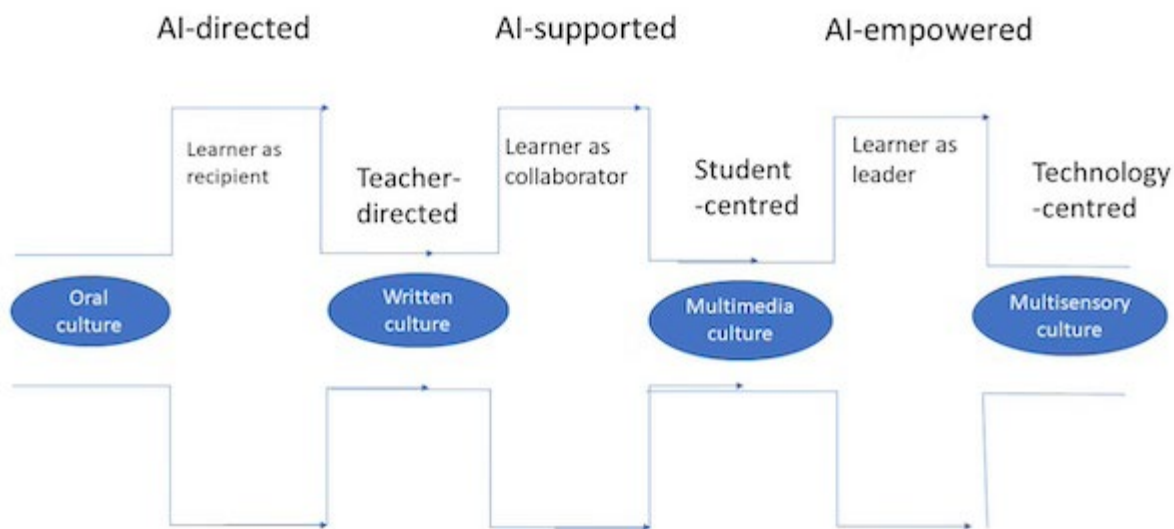 AI-directed
AI-supported
AI-empowered
Learner as
recipient
Teacher-
directed
Learner as
collaborator
Student
-centred
Learner as
leader
Technology
-centred
Oral
culture
Written
culture
Multimedia
culture
Multisensory
culture